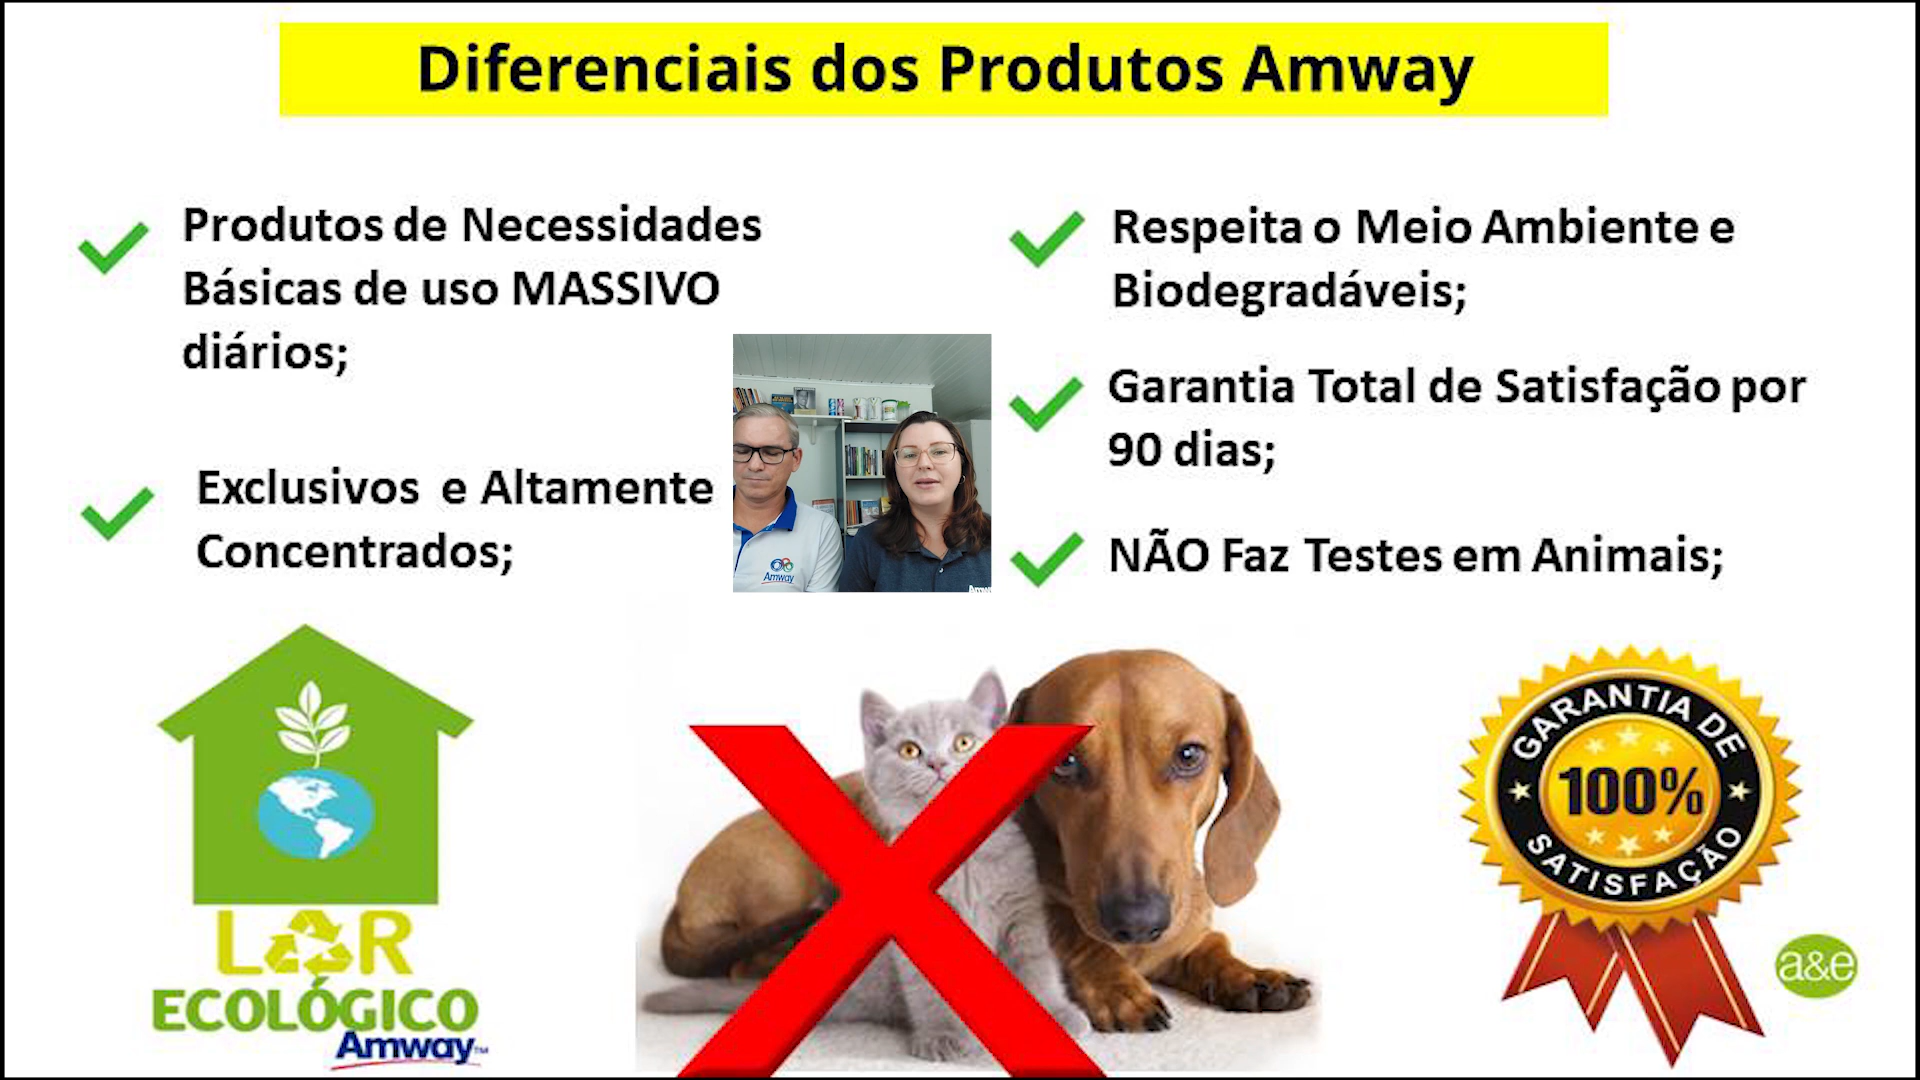 Diferenciais dos Produtos Amway
Produtos de Necessidades
Básicas de uso MASSIVO
diários;
Exclusivos e Altamente
Concentrados;
Respeita o Meio Ambiente e
Biodegradáveis;
Garantia Total de Satisfação por
90 dias;
NÃO Faz Testes em Animais;
Amway
LAR
ECOLÓGICO
Amway™
GARANTIA DE
100%
SATISFAÇÃO
a&e